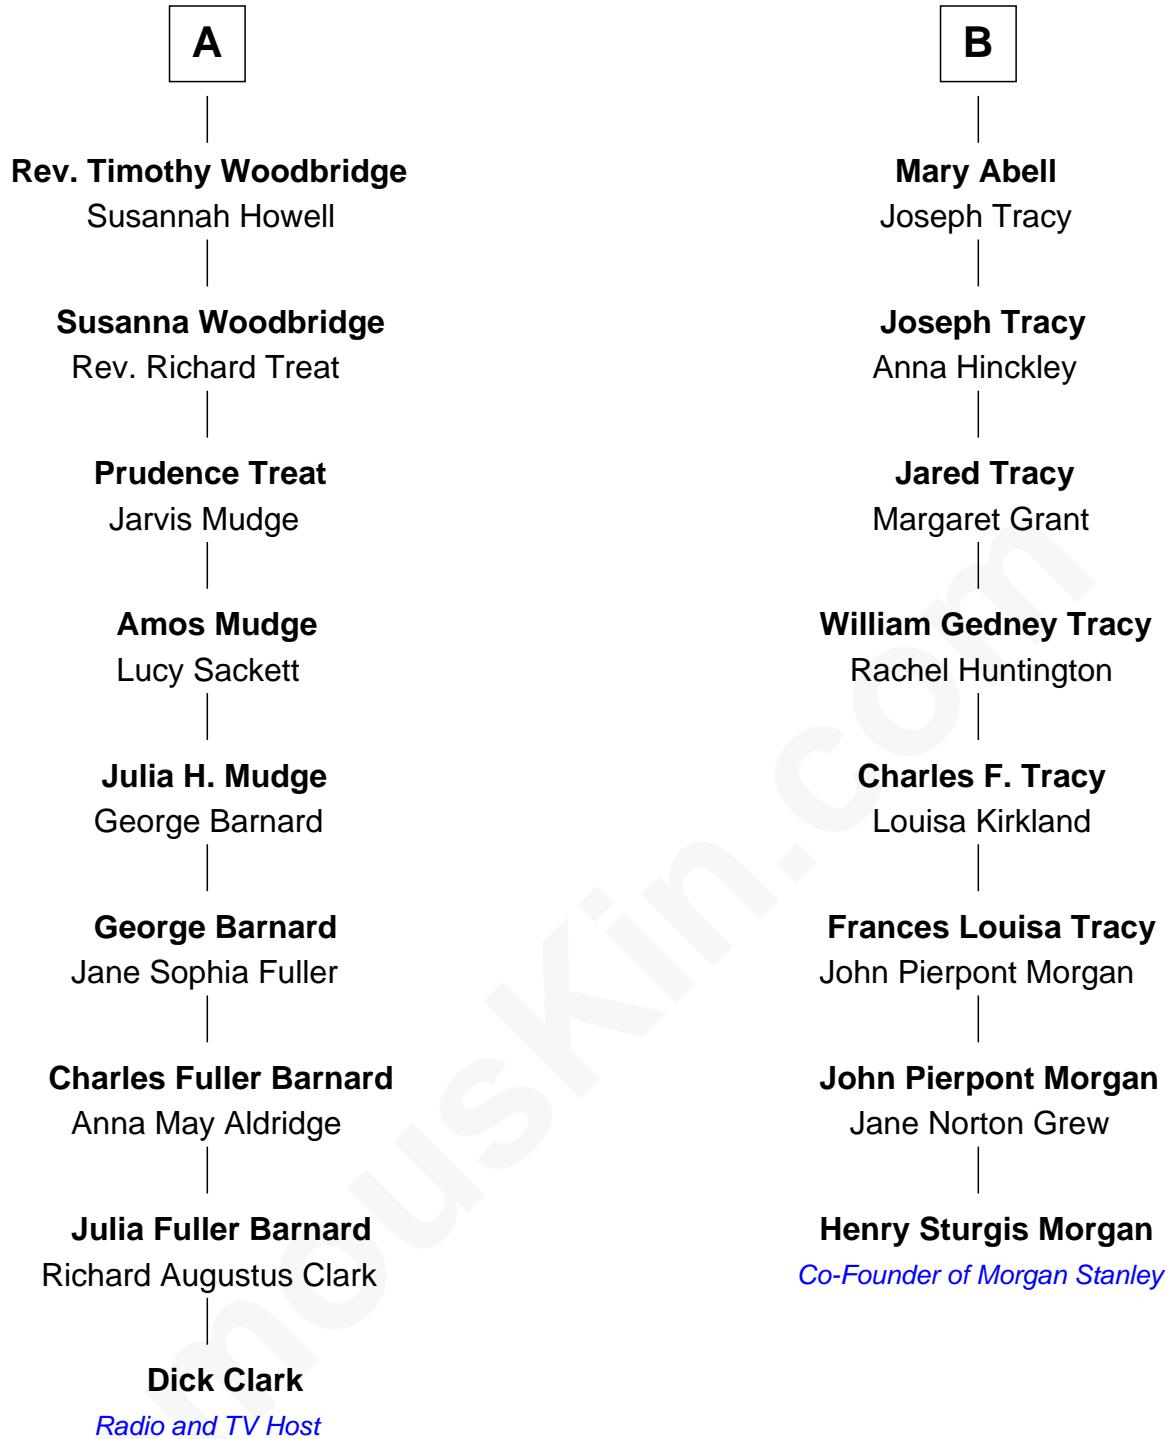 A
Rev. Timothy Woodbridge
Susannah Howell
Susanna Woodbridge
Rev. Richard Treat
Prudence Treat
Jarvis Mudge
Amos Mudge
Lucy Sackett
Julia H. Mudge
George Barnard
George Barnard
Jane Sophia Fuller
Charles Fuller Barnard
Anna May Aldridge
Julia Fuller Barnard
Richard Augustus Clark
Dick Clark
Radio and TV Host
B
Mary Abell
Joseph Tracy
Joseph Tracy
Anna Hinckley
Jared Tracy
Margaret Grant
William Gedney Tracy
Rachel Huntington
Charles F. Tracy
Louisa Kirkland
Frances Louisa Tracy
John Pierpont Morgan
John Pierpont Morgan
Jane Norton Grew
Henry Sturgis Morgan
Co-Founder of Morgan Stanley
mousKin.com